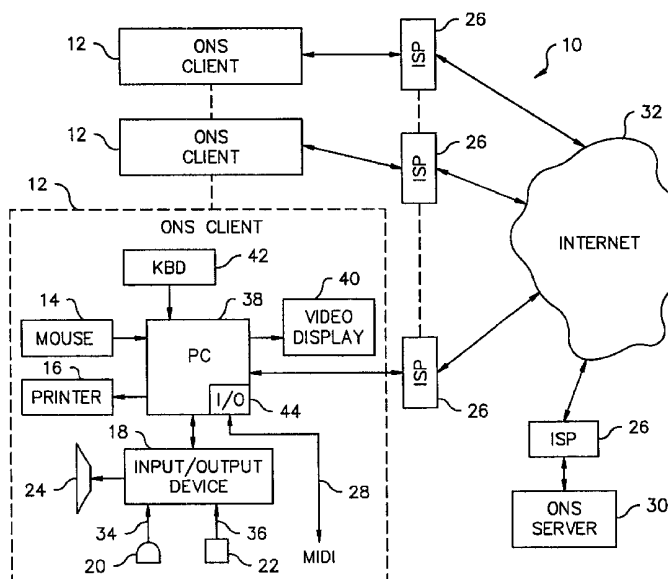 26
ONS
CLIENT
ISP
10
12
32
12
ONS
CLIENT
26
ISP
12
ONS CLIENT
INTERNET
KBD
42
14
38
40
MOUSE
PC
VIDEO
DISPLAY
16
ISP
PRINTER
I/O
44
26
18
ISP
26
24
INPUT/OUTPUT
DEVICE
28
34
36
ONS
SERVER
30
20
22
MIDI